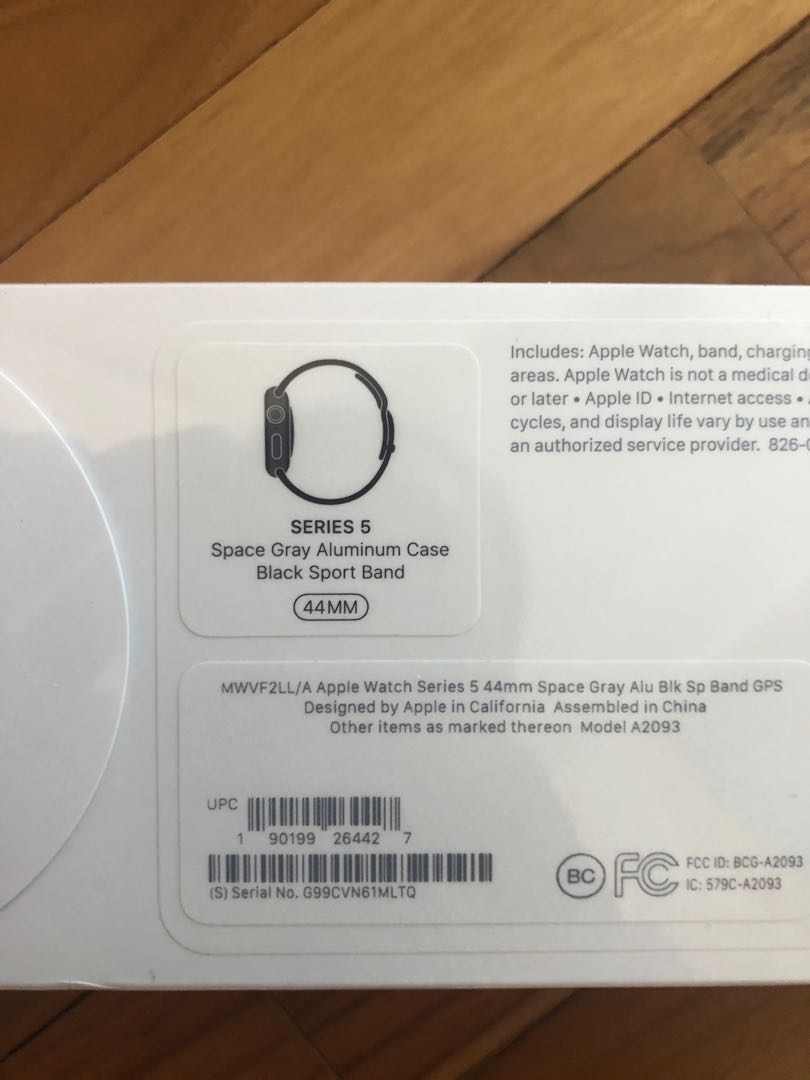 SERIES 5
Space Gray Aluminum Case
Black Sport Band
44MM
Includes: Apple Watch, band, charging
areas. Apple Watch is not a medical
or later • Apple ID • Internet access •
cycles, and display life vary by use
an authorized service provider. 826-
MWVF2LL/A Apple Watch Series 5 44mm Space Gray Alu Blk Sp Band GPS
Designed by Apple in California Assembled in China
Other items as marked thereon Model A2093
UPC
1 90199 26442 7
(S) Serial No. G99CVN61MLTQ
BC
FC
FCC ID: BCG-A2093
IC: 579C-A2093